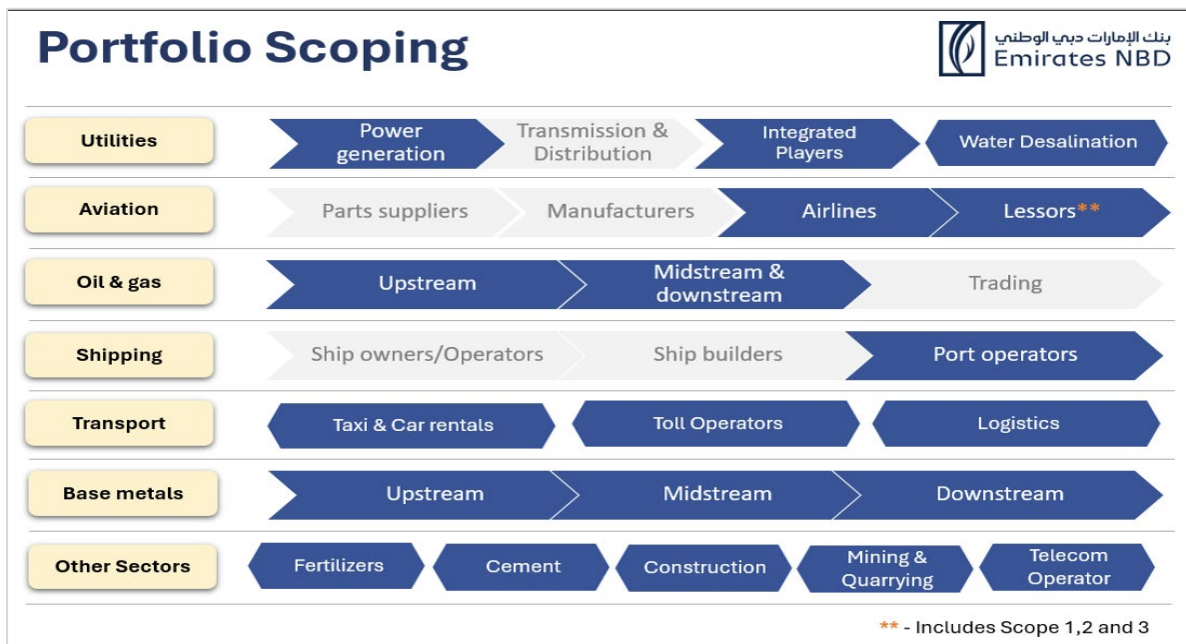 Portfolio Scoping
بنك الإمارات دبي الوطني
Emirates NBD
Utilities
Power
generation
Transmission &
Distribution
Integrated
Players
Water Desalination
Aviation
Parts suppliers
Manufacturers
Airlines
Lessors**
Oil & gas
Upstream
Midstream &
downstream
Trading
Shipping
Ship owners/Operators
Ship builders
Port operators
Transport
Taxi & Car rentals
Toll Operators
Logistics
Base metals
Upstream
Midstream
Downstream
Other Sectors
Fertilizers
Cement
Construction
Mining &
Quarrying
Telecom
Operator
** - Includes Scope 1,2 and 3